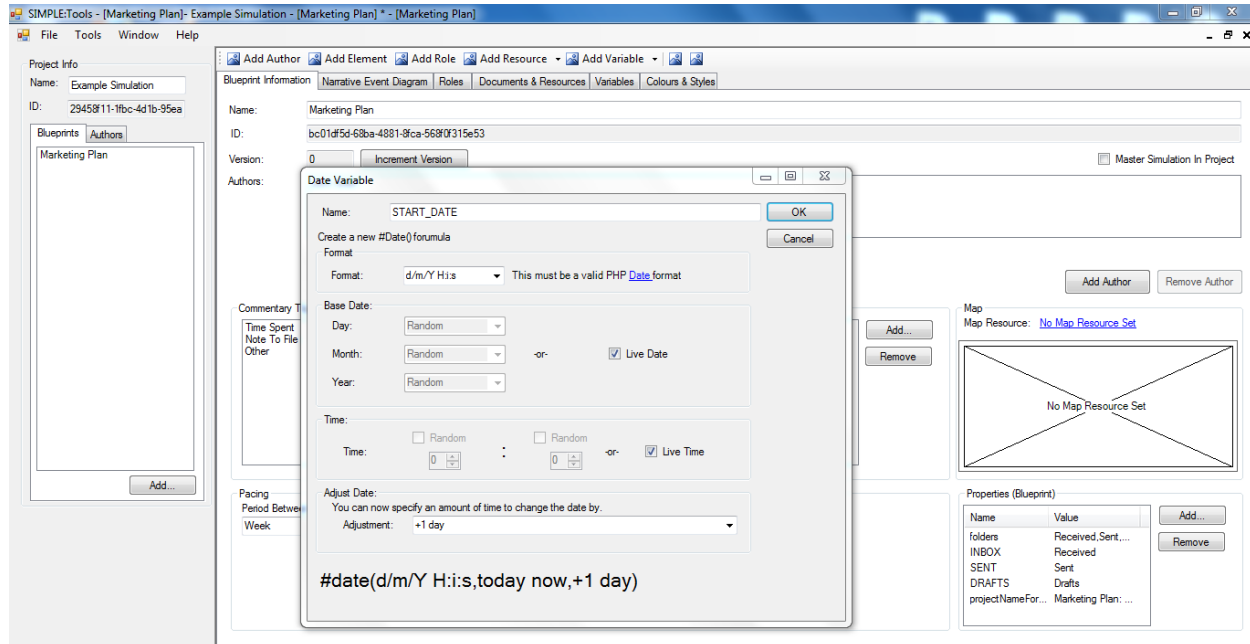 SIMPLE:Tools - [Marketing Plan]- Example Simulation - [Marketing Plan] * - [Marketing Plan]
File Tools Window Help
Project Info
Name: Example Simulation
ID: 29458f11-1fbc-4d1b-95ea
Blueprints Authors
Marketing Plan
Add...
Add Author Add Element Add Role Add Resource Add Variable
Blueprint Information Narrative Event Diagram Roles Documents & Resources Variables Colours & Styles
Name: Marketing Plan
ID: bc01df5d-68ba-4881-8fca-568f0f315e53
Version: 0 Increment Version Master Simulation In Project
Authors:
Add Author Remove Author
Commentary T
Time Spent
Note To File
Other
Add...
Remove
Map
Map Resource: No Map Resource Set
No Map Resource Set
Pacing
Period Betwe
Week
Properties (Blueprint)
Name Value
folders Received,Sent,...
INBOX Received
SENT Sent
DRAFTS Drafts
projectNameFor... Marketing Plan: ...
Add...
Remove
Date Variable
Name: START_DATE
OK
Cancel
Create a new #Date() forumula
Format
Format: d/m/Y H:i:s This must be a valid PHP Date format
Base Date:
Day: Random
Month: Random -or- Live Date
Year: Random
Time:
Random Random
Time: 0 : 0 -or- Live Time
Adjust Date:
You can now specify an amount of time to change the date by.
Adjustment: +1 day
#date(d/m/Y H:i:s,today now,+1 day)